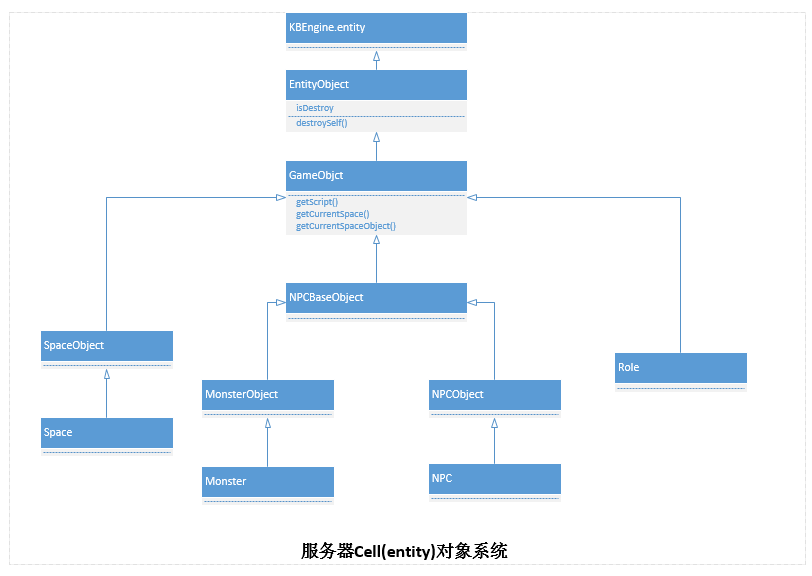 KBEngine.entity
EntityObject
isDestroy
destroySelf()
GameObjct
getScript()
getCurrentSpace()
getCurrentSpaceObject()
NPCBaseObject
SpaceObject
Role
MonsterObject
NPCObject
Space
Monster
NPC
服务器Cell(entity)对象系统